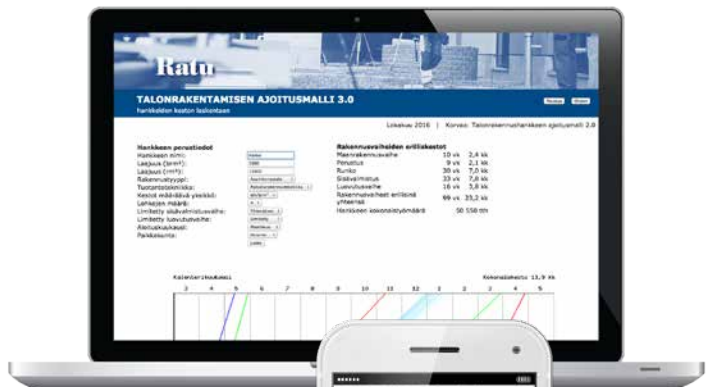 Ratu
TALONRAKENTAMISEN AJOITUSMALLI 3.0
hankkeiden keston laskentaan
Lokakuu 2016 | Korvaa: Talonrakennushankkeen ajoitusmalli 2.0
Hankkeen perustiedot
Hankkeen nimi:
Laajuus (brm²):
Laajuus (rm³):
Rakennustyyppi:
Tuotantotekniikka:
Kestot määräävä yksikkö:
Lohkojen määrä:
Limitetty sisävalmistusvaihe:
Limitetty luovutusvaihe:
Aloituskuukausi:
Paikkakunta:
Rakennusvaiheiden erilliskestot
Maanrakennusvaihe 10 vk 2,4 kk
Perustus 9 vk 2,1 kk
Runko 30 vk 7,0 kk
Sisävalmistus 33 vk 7,8 kk
Luovutusvaihe 16 vk 3,8 kk
Rakennusvaiheet erillisinä yhteensä 99 vk 23,2 kk
Hankkeen kokonaistyömäärä 50 550 tth
Kalenterikuukausi Kokonaiskesto 13,9 kk
3 4 5 6 7 8 9 10 11 12 1 2 3 4 5